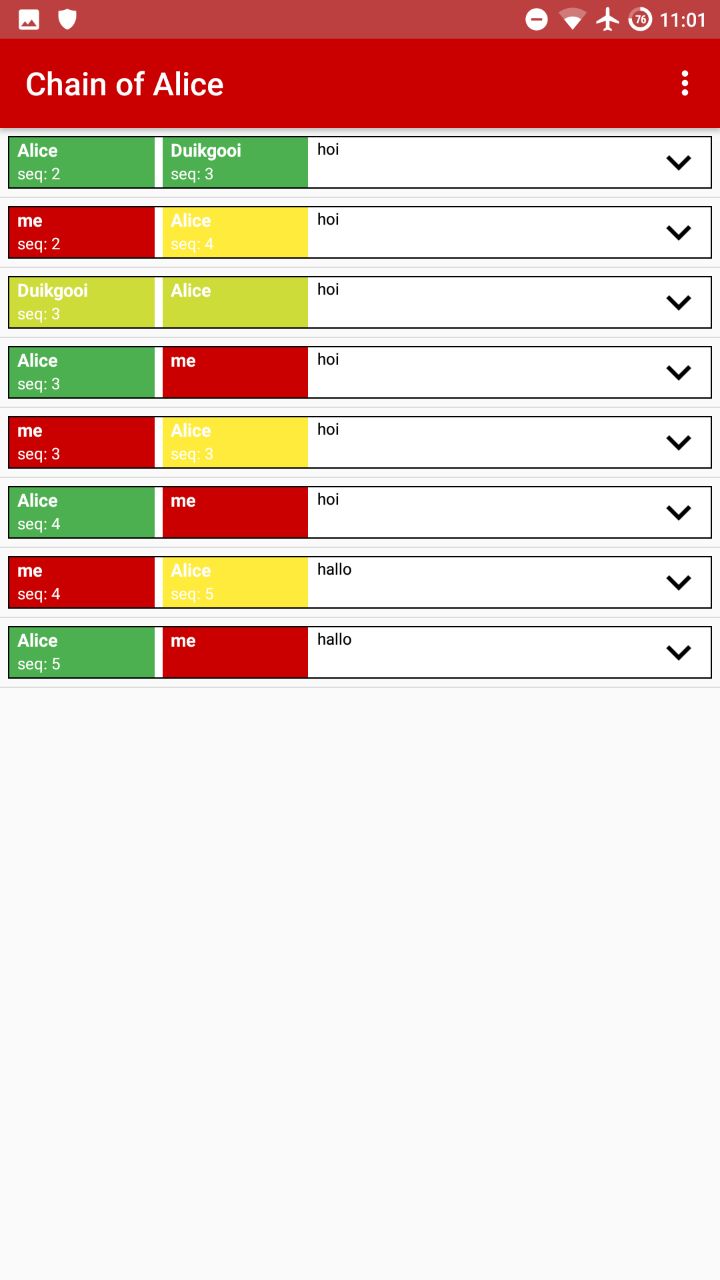 76 11:01
Chain of Alice
Alice Duikgooi hoi
seq: 2 seq: 3
me Alice hoi
seq: 2 seq: 4
Duikgooi Alice hoi
seq: 3
Alice me hoi
seq: 3
me Alice hoi
seq: 3 seq: 3
Alice me hoi
seq: 4
me Alice hallo
seq: 4 seq: 5
Alice me hallo
seq: 5